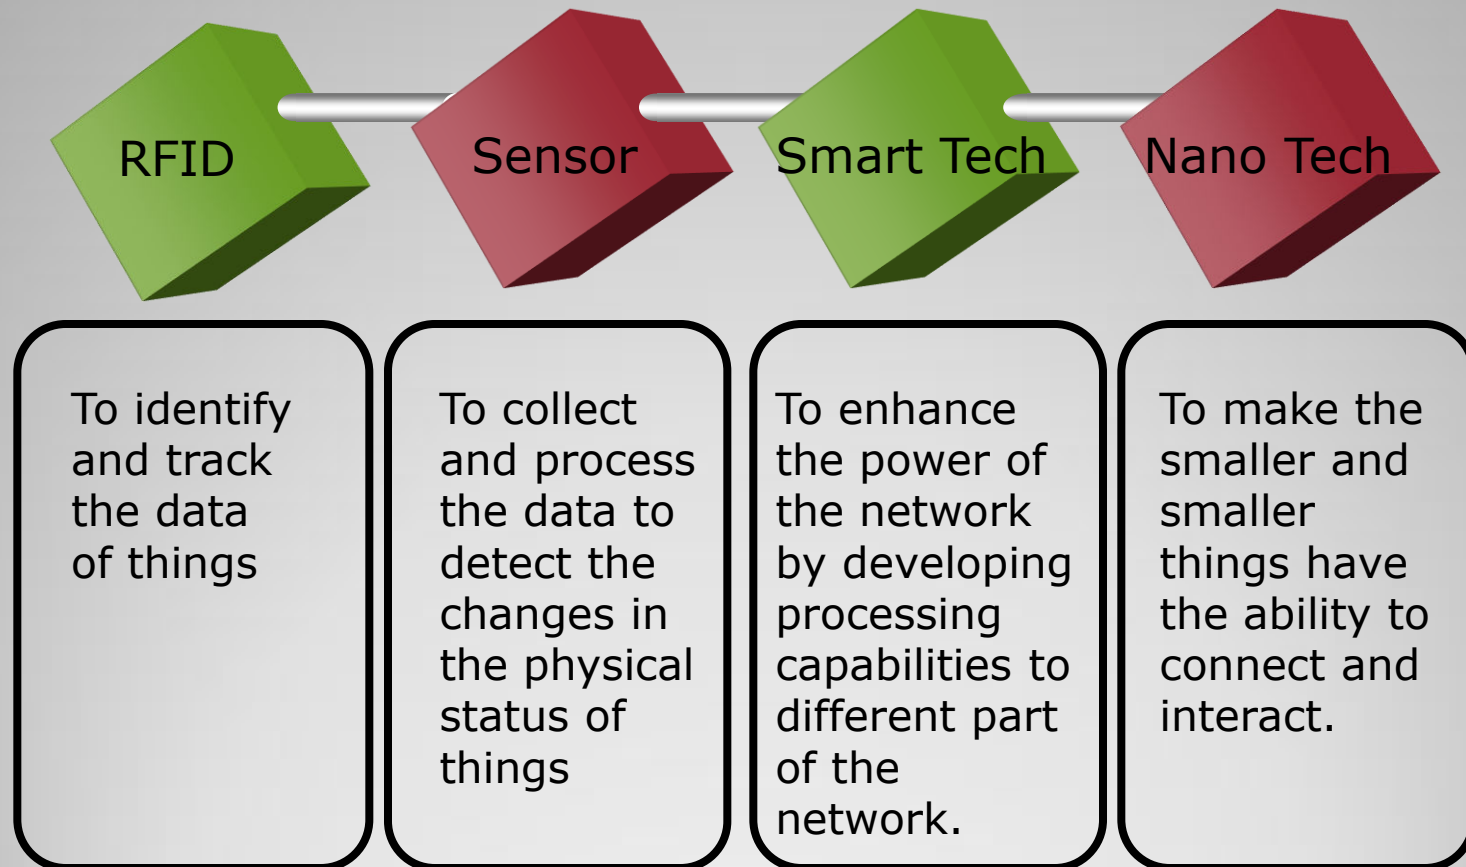 RFID
Sensor
Smart Tech
Nano Tech
To identify
and track
the data
of things
To collect
and process
the data to
detect the
changes in
the physical
status of
things
To enhance
the power of
the network
by developing
processing
capabilities to
different part
of the
network.
To make the
smaller and
smaller
things have
the ability to
connect and
interact.